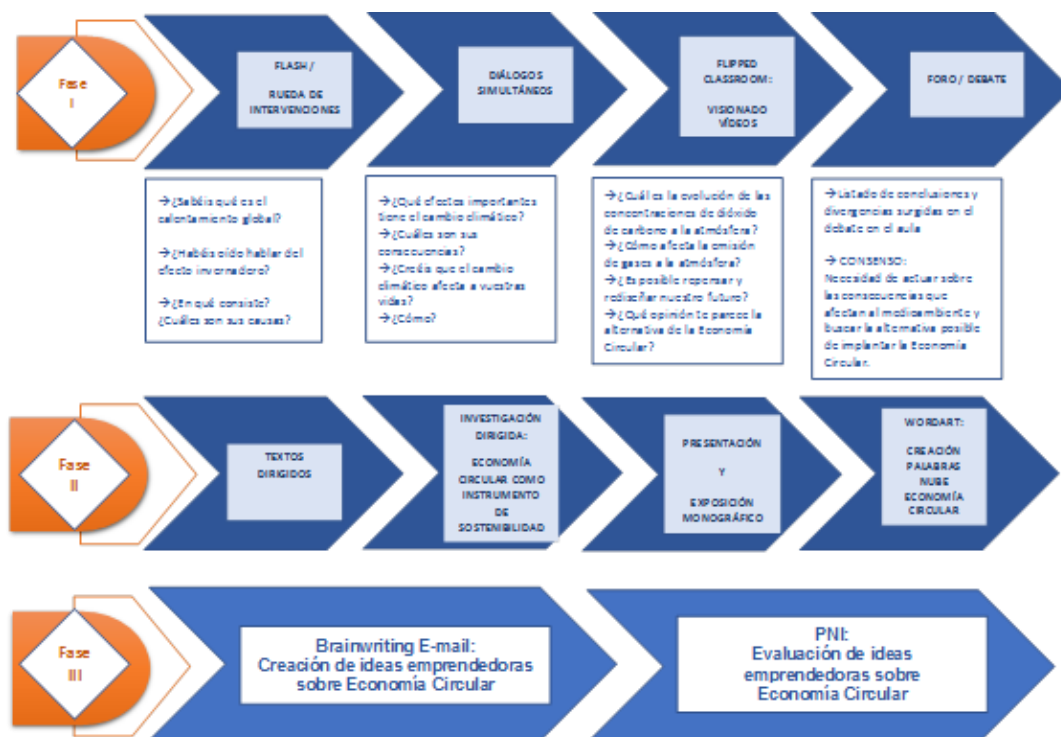 Fase
I
FLASH /
RUEDA DE
INTERVENCIONES
DIÁLOGOS
SIMULTÁNEOS
FLIPPED
CLASSROOM:
VISIONADO
VÍDEOS
FORO / DEBATE
→¿Sabéis qué es el
calentamiento global?
→¿Habéis oído hablar del
efecto invernadero?
→¿En qué consiste?
¿Cuáles son sus causas?
→¿Qué efectos importantes
tiene el cambio climático?
→¿Cuáles son sus
consecuencias?
→¿Creéis que el cambio
climático afecta a vuestras
vidas?
→¿Cómo?
→¿Cuál es la evolución de las
concentraciones de dióxido
de carbono a la atmósfera?
→¿Cómo afecta la emisión
de gases a la atmósfera?
→¿Es posible repensar y
rediseñar nuestro futuro?
→¿Qué opinión te parece la
alternativa de la Economía
Circular?
→Listado de conclusiones y
divergencias surgidas en el
debate en el aula
→ CONSENSO:
Necesidad de actuar sobre
las consecuencias que
afectan al medioambiente y
buscar la alternativa posible
de implantar la Economía
Circular.
Fase
II
TEXTOS
DIRIGIDOS
INVESTIGACIÓN
DIRIGIDA:
ECONOMÍA
CIRCULAR COMO
INSTRUMENTO
DE
SOSTENIBILIDAD
PRESENTACIÓN
Y
EXPOSICIÓN
MONOGRÁFICO
WORDART:
CREACIÓN
PALABRAS
NUBE
ECONOMÍA
CIRCULAR
Fase
III
Brainwriting E-mail:
Creación de ideas emprendedoras
sobre Economía Circular
PNI:
Evaluación de ideas
emprendedoras sobre
Economía Circular